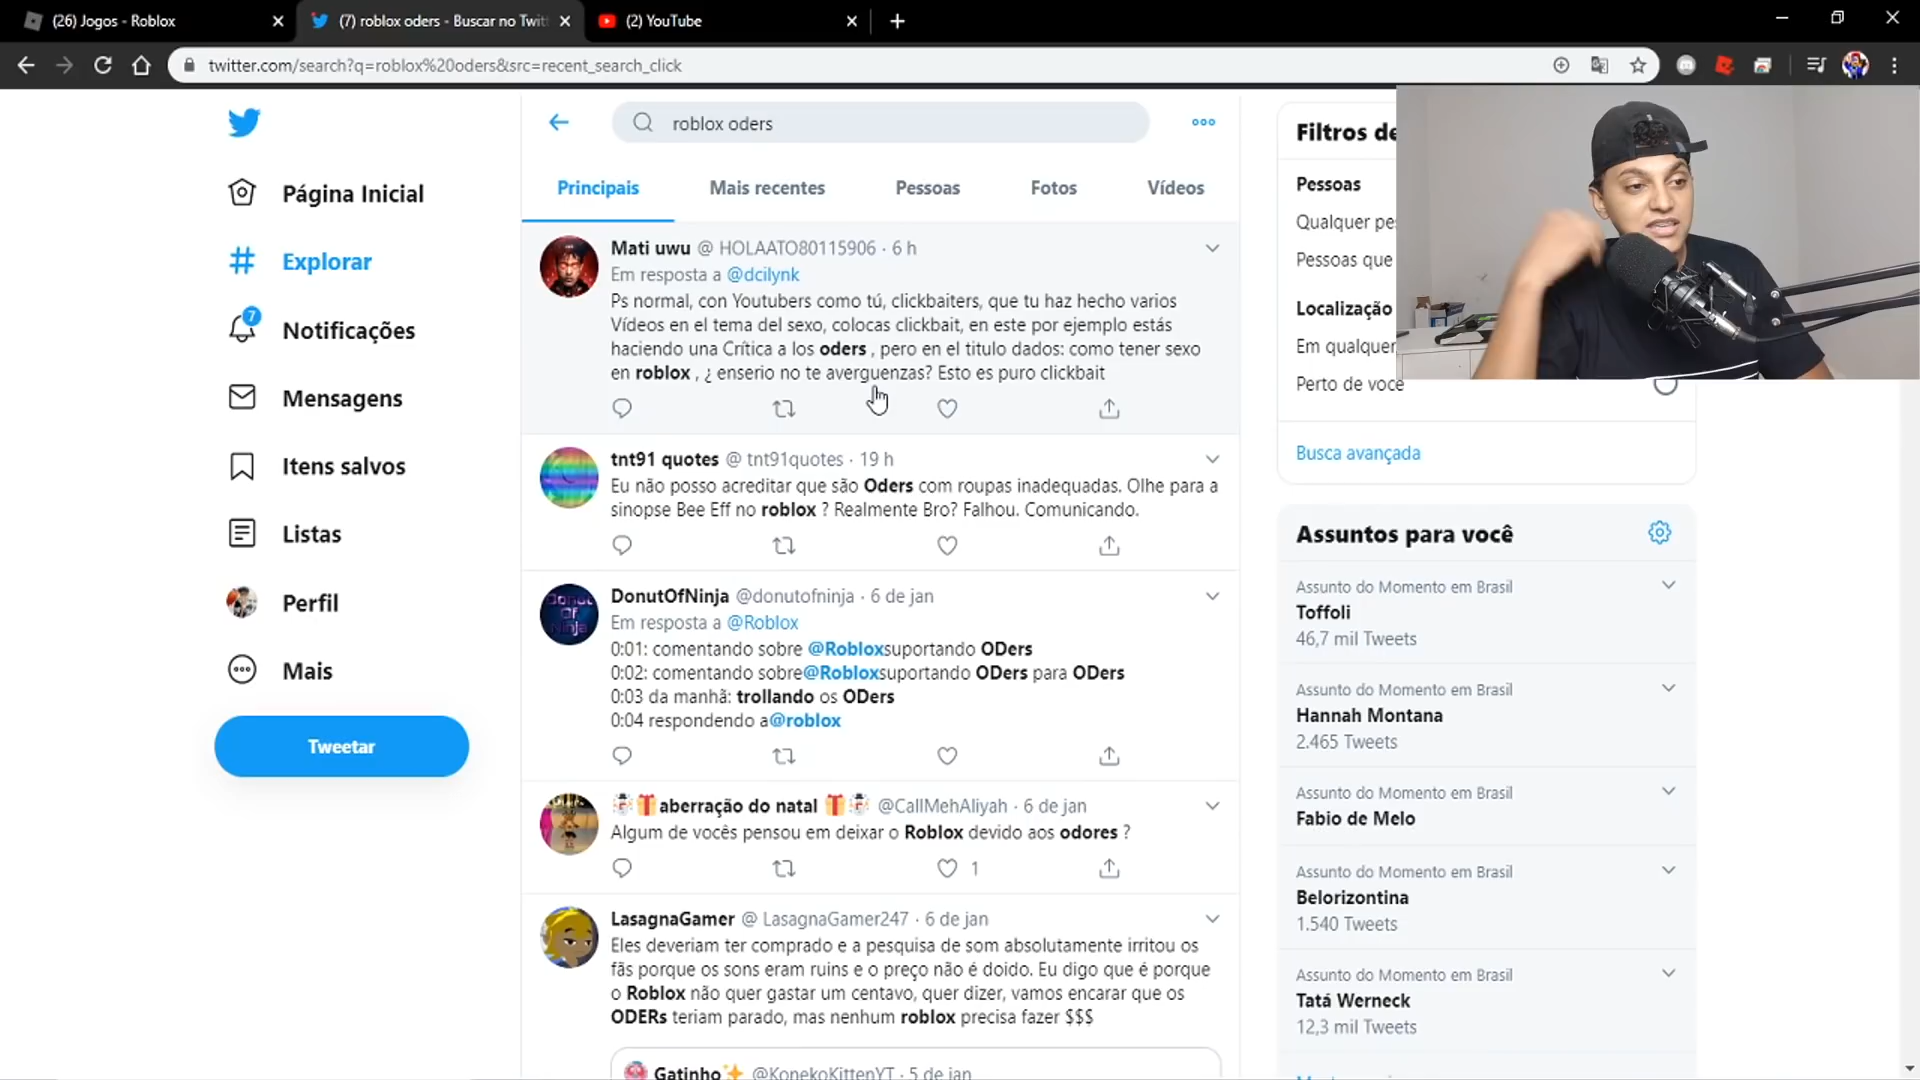 (26) Jogos - Roblox
(7) roblox oders - Buscar no Twit
(2) YouTube
twitter.com/search?q=roblox%20oders&src=recent_search_click
roblox oders
Principais
Mais recentes
Pessoas
Fotos
Vídeos
Página Inicial
Explorar
7
Notificações
Mensagens
Itens salvos
Listas
Perfil
Mais
Tweetar
Mati uwu @ HOLAATO80115906 · 6 h
Em resposta a @dcilynk
Ps normal, con Youtubers como tú, clickbaiters, que tu haz hecho varios
Vídeos en el tema del sexo, colocas clickbait, en este por ejemplo estás
haciendo una Crítica a los oders , pero en el titulo dados: como tener sexo
en roblox , ¿ enserio no te averguenzas? Esto es puro clickbait
tnt91 quotes @ tnt91quotes · 19 h
Eu não posso acreditar que são Oders com roupas inadequadas. Olhe para a
sinopse Bee Eff no roblox ? Realmente Bro? Falhou. Comunicando.
Donut
Of
Ninja
DonutOfNinja @donutofninja · 6 de jan
Em resposta a @Roblox
0:01: comentando sobre @Robloxsuportando ODers
0:02: comentando sobre@Robloxsuportando ODers para ODers
0:03 da manhã: trollando os ODers
0:04 respondendo a@roblox
aberração do natal @CallMehAliyah · 6 de jan
Algum de vocês pensou em deixar o Roblox devido aos odores ?
1
LasagnaGamer @ LasagnaGamer247 · 6 de jan
Eles deveriam ter comprado e a pesquisa de som absolutamente irritou os
fãs porque os sons eram ruins e o preço não é doido. Eu digo que é porque
o Roblox não quer gastar um centavo, quer dizer, vamos encarar que os
ODERs teriam parado, mas nenhum roblox precisa fazer $$$
Gatinho @KonekoKittenYT · 5 de jan
Filtros de
Pessoas
Qualquer pe
Pessoas que
Localização
Em qualquer
Perto de você
Busca avançada
Assuntos para você
Assunto do Momento em Brasil
Toffoli
46,7 mil Tweets
Assunto do Momento em Brasil
Hannah Montana
2.465 Tweets
Assunto do Momento em Brasil
Fabio de Melo
Assunto do Momento em Brasil
Belorizontina
1.540 Tweets
Assunto do Momento em Brasil
Tatá Werneck
12,3 mil Tweets